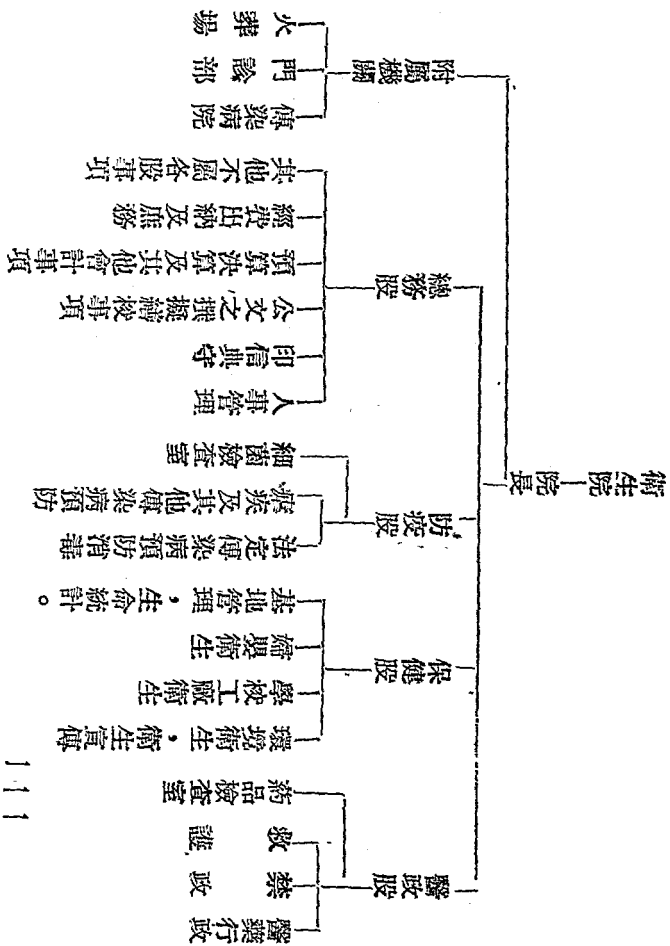 衛生院—院長
醫政股
醫藥行政
禁政
救護
葯品檢查室
保健股
環境衛生，衛生宣傳
學校工廠衛生
婦嬰衛生
墓地管理，生命統計。
防疫股
法定傳染病預防消毒
瘧疾及其他傳染病預防
細菌檢查室
總務股
人事管理
印信典守
公文之撰擬繕校事項
預算決算及其他會計事項
經費出納及庶務
其他不屬各股事項
附屬機關
傳染病院
門診部
火葬場
111